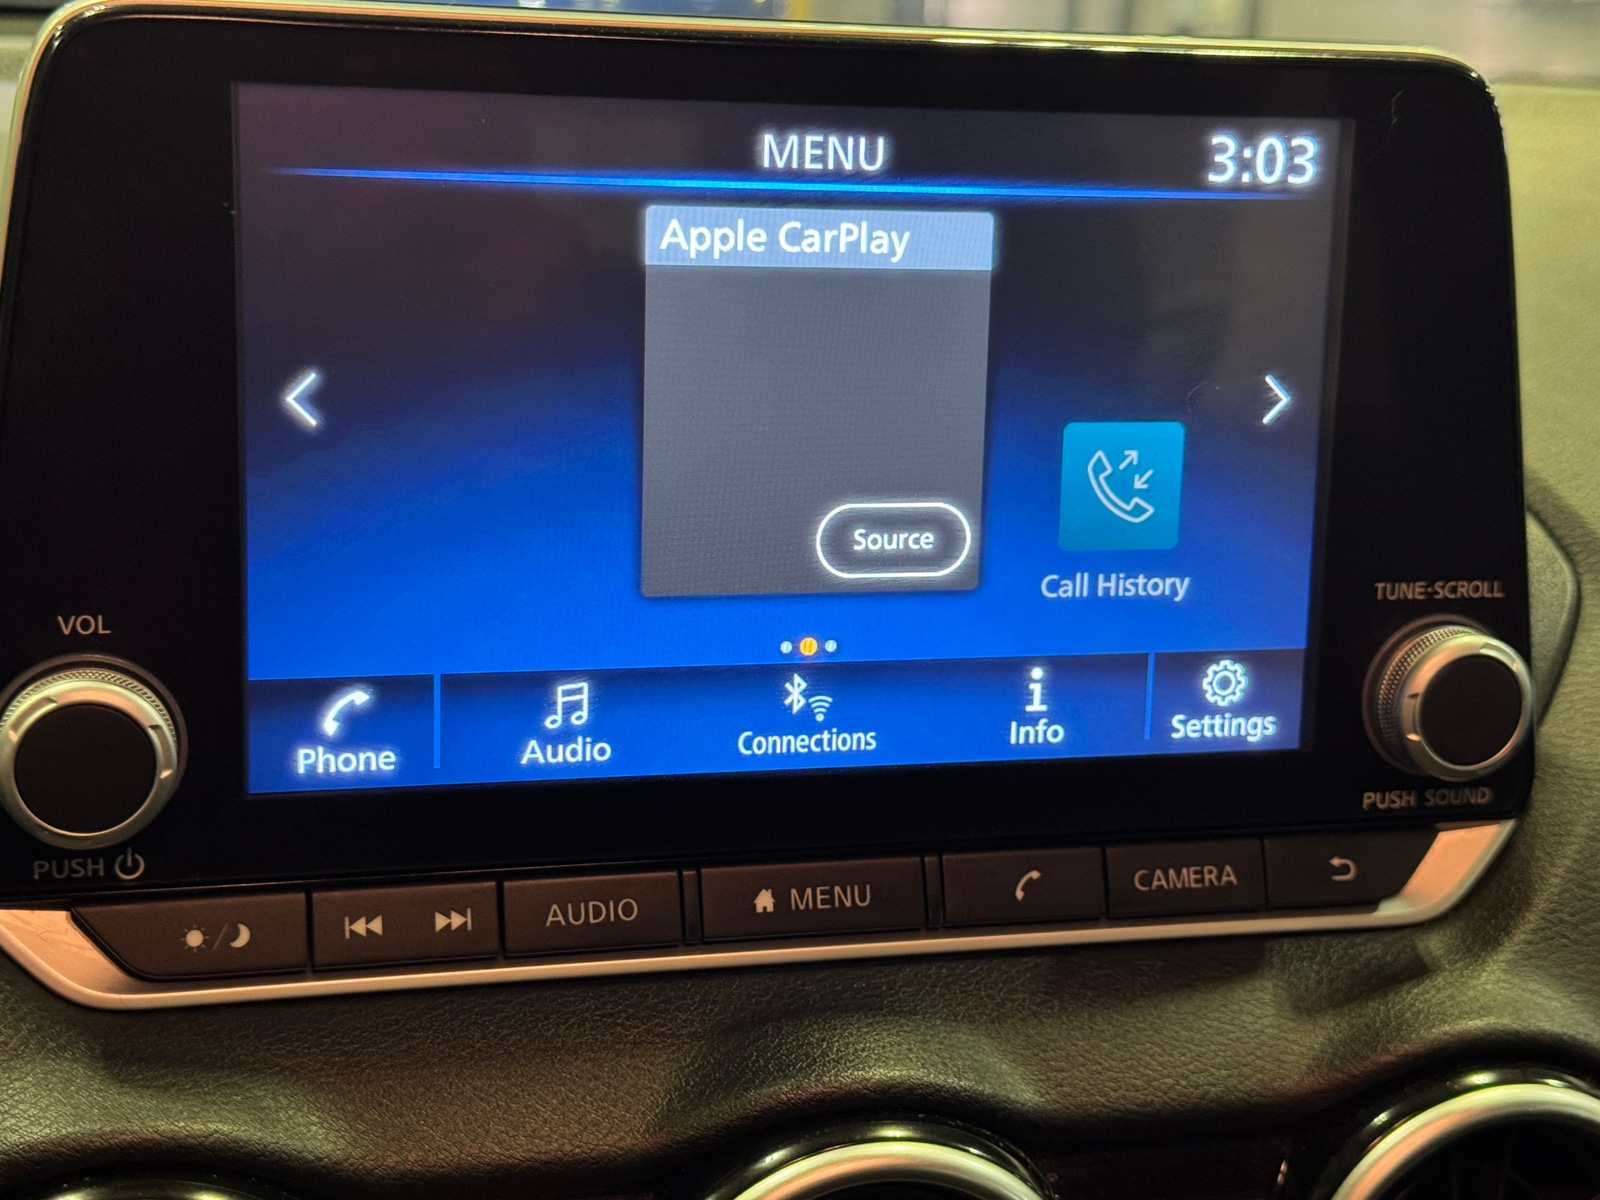 MENU
3:03
Apple CarPlay
Source
Call History
Phone
Audio
Connections
Info
Settings
VOL
PUSH
TUNE·SCROLL
PUSH SOUND
AUDIO
MENU
CAMERA